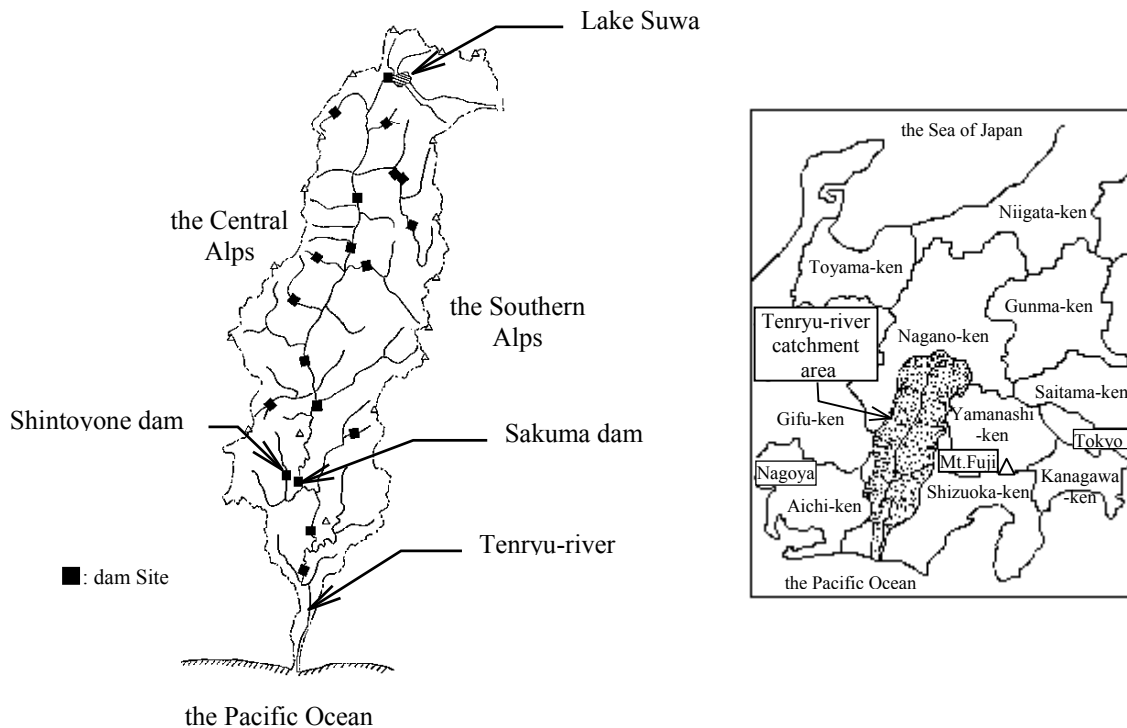 Lake Suwa
the Central
Alps
the Southern
Alps
Shintoyone dam
Sakuma dam
Tenryu-river
■: dam Site
the Pacific Ocean
the Sea of Japan
Niigata-ken
Toyama-ken
Gunma-ken
Tenryu-river
catchment
area
Nagano-ken
Saitama-ken
Gifu-ken
Yamanashi
-ken
Tokyo
Nagoya
Mt.Fuji
Kanagawa
-ken
Aichi-ken
Shizuoka-ken
the Pacific Ocean